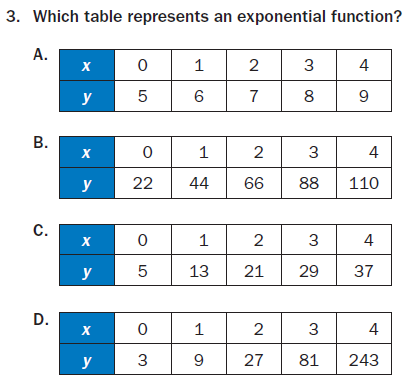 3. Which table represents an exponential function?
A.
x 0 1 2 3 4
y 5 6 7 8 9
B.
x 0 1 2 3 4
y 22 44 66 88 110
C.
x 0 1 2 3 4
y 5 13 21 29 37
D.
x 0 1 2 3 4
y 3 9 27 81 243